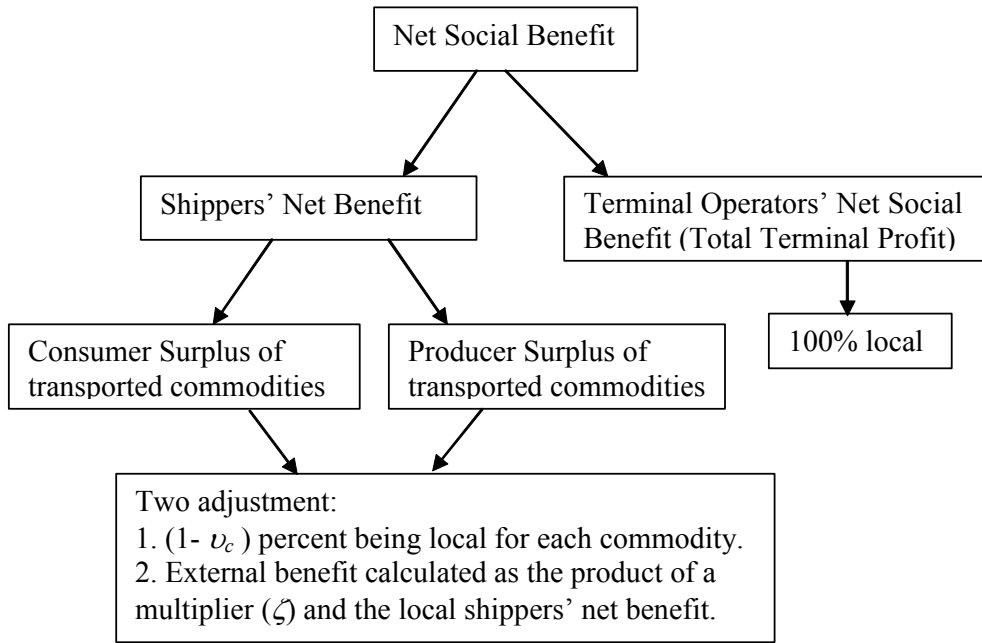 Net Social Benefit
Shippers’ Net Benefit
Terminal Operators’ Net Social
Benefit (Total Terminal Profit)
Consumer Surplus of
transported commodities
Producer Surplus of
transported commodities
100% local
Two adjustment:
1. (1- υc ) percent being local for each commodity.
2. External benefit calculated as the product of a
multiplier (ζ) and the local shippers’ net benefit.